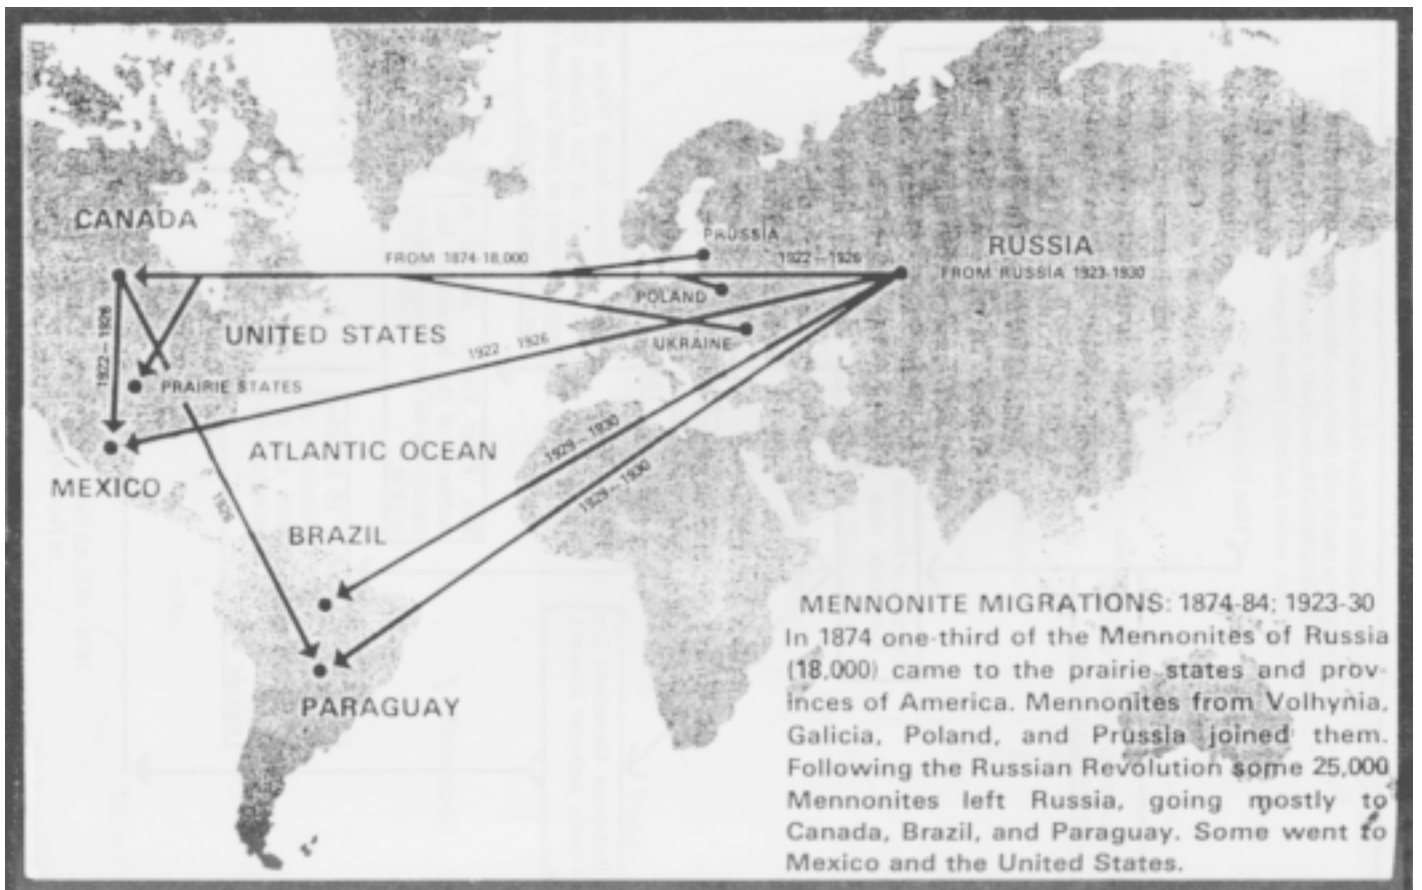 CANADA
PRUSSIA
FROM 1874-18,000
1922-1926
RUSSIA
FROM RUSSIA 1923-1930
POLAND
UNITED STATES
UKRAINE
1922-1926
1922 - 1926
PRAIRIE STATES
ATLANTIC OCEAN
1929-1930
1929-1930
MEXICO
1926
BRAZIL
PARAGUAY
MENNONITE MIGRATIONS: 1874-84; 1923-30
In 1874 one-third of the Mennonites of Russia
(18,000) came to the prairie states and prov-
inces of America. Mennonites from Volhynia,
Galicia, Poland, and Prussia joined them.
Following the Russian Revolution some 25,000
Mennonites left Russia, going mostly to
Canada, Brazil, and Paraguay. Some went to
Mexico and the United States.